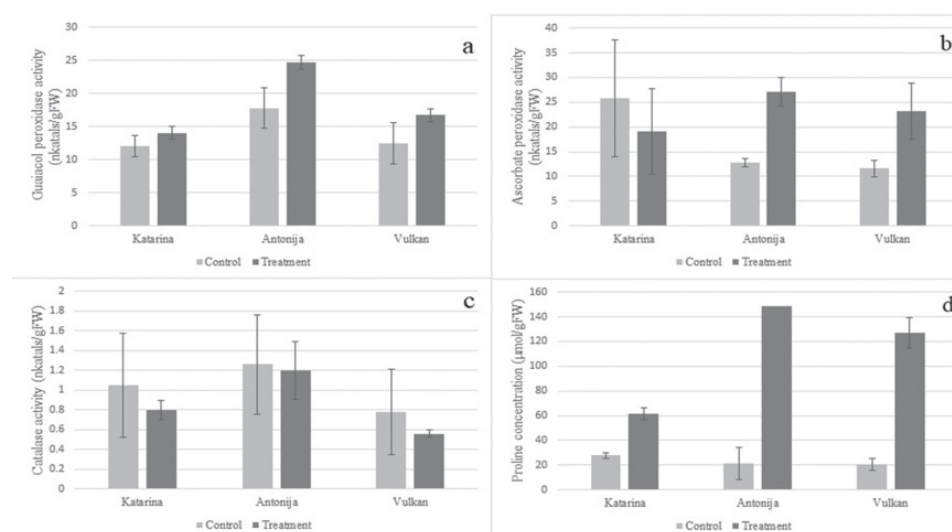 a
Guaiacol peroxidase activity
(nkatals/gFW)
30
25
20
15
10
5
0
Katarina Antonija Vulkan
Control Treatment
b
Ascorbate peroxidase activity
(nkatals/gFW)
40
35
30
25
20
15
10
5
0
Katarina Antonija Vulkan
Control Treatment
c
Catalase activity (nkatals/gFW)
2
1.8
1.6
1.4
1.2
1
0.8
0.6
0.4
0.2
0
Katarina Antonija Vulkan
Control Treatment
d
Proline concentration (µmol/gFW)
160
140
120
100
80
60
40
20
0
Katarina Antonija Vulkan
Control Treatment